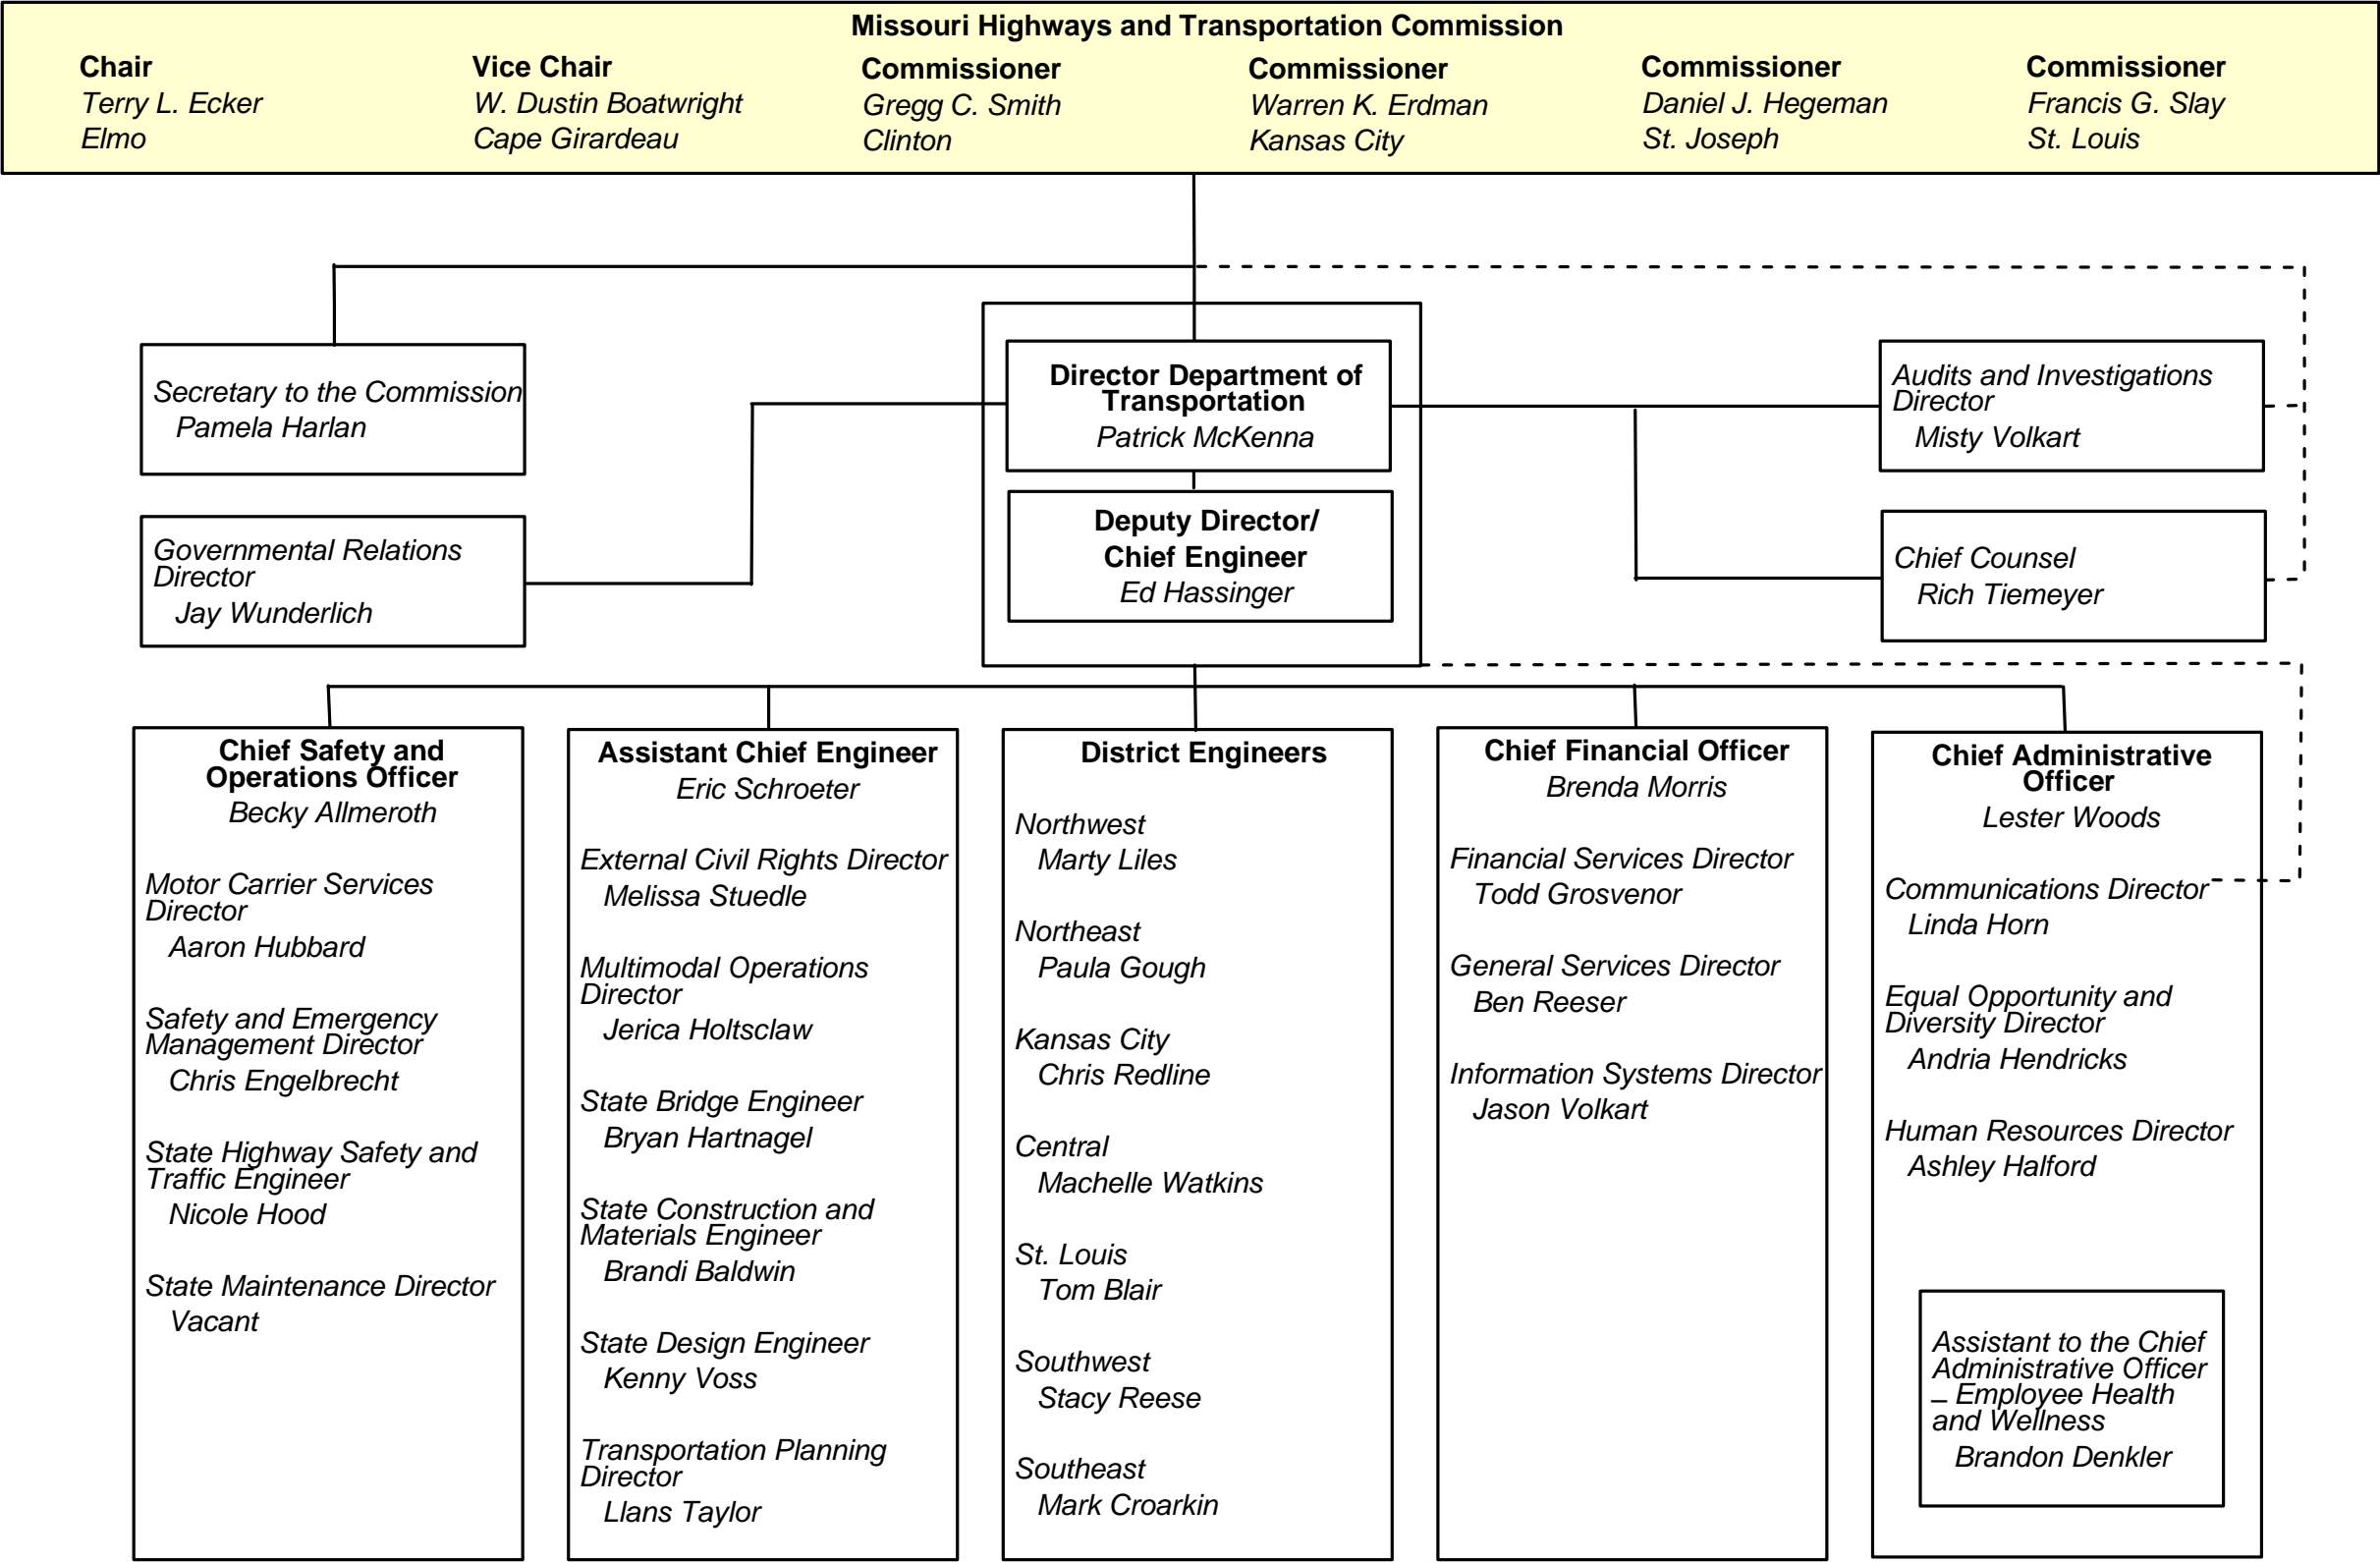 Missouri Highways and Transportation Commission
Chair
Terry L. Ecker
Elmo
Vice Chair
W. Dustin Boatwright
Cape Girardeau
Commissioner
Gregg C. Smith
Clinton
Commissioner
Warren K. Erdman
Kansas City
Commissioner
Daniel J. Hegeman
St. Joseph
Commissioner
Francis G. Slay
St. Louis
Secretary to the Commission
Pamela Harlan
Director Department of
Transportation
Patrick McKenna
Audits and Investigations
Director
Misty Volkart
Governmental Relations
Director
Jay Wunderlich
Deputy Director/
Chief Engineer
Ed Hassinger
Chief Counsel
Rich Tiemeyer
Chief Safety and
Operations Officer
Becky Allmeroth
Motor Carrier Services
Director
Aaron Hubbard
Safety and Emergency
Management Director
Chris Engelbrecht
State Highway Safety and
Traffic Engineer
Nicole Hood
State Maintenance Director
Vacant
Assistant Chief Engineer
Eric Schroeter
External Civil Rights Director
Melissa Stuedle
Multimodal Operations
Director
Jerica Holtsclaw
State Bridge Engineer
Bryan Hartnagel
State Construction and
Materials Engineer
Brandi Baldwin
State Design Engineer
Kenny Voss
Transportation Planning
Director
Llans Taylor
District Engineers
Northwest
Marty Liles
Northeast
Paula Gough
Kansas City
Chris Redline
Central
Machelle Watkins
St. Louis
Tom Blair
Southwest
Stacy Reese
Southeast
Mark Croarkin
Chief Financial Officer
Brenda Morris
Financial Services Director
Todd Grosvenor
General Services Director
Ben Reeser
Information Systems Director
Jason Volkart
Chief Administrative
Officer
Lester Woods
Communications Director
Linda Horn
Equal Opportunity and
Diversity Director
Andria Hendricks
Human Resources Director
Ashley Halford
Assistant to the Chief
Administrative Officer
– Employee Health
and Wellness
Brandon Denkler